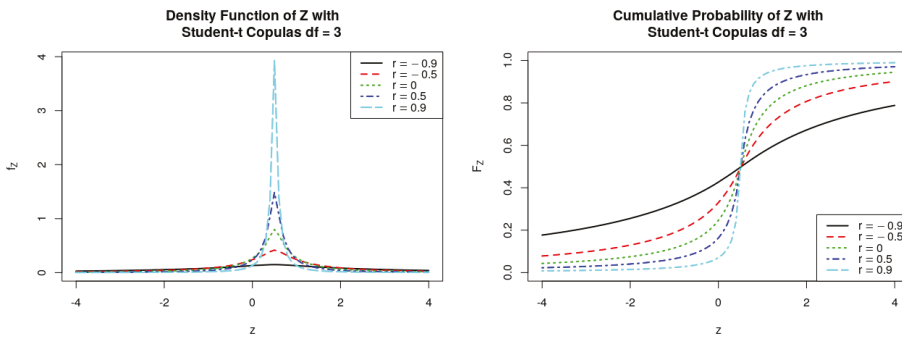 Density Function of Z with
Student-t Copulas df = 3
f_Z
4
3
2
1
0
-4
-2
0
2
4
z
r = − 0.9
r = − 0.5
r = 0
r = 0.5
r = 0.9
Cumulative Probability of Z with
Student-t Copulas df = 3
F_Z
1.0
0.8
0.6
0.4
0.2
0.0
-4
-2
0
2
4
z
r = − 0.9
r = − 0.5
r = 0
r = 0.5
r = 0.9